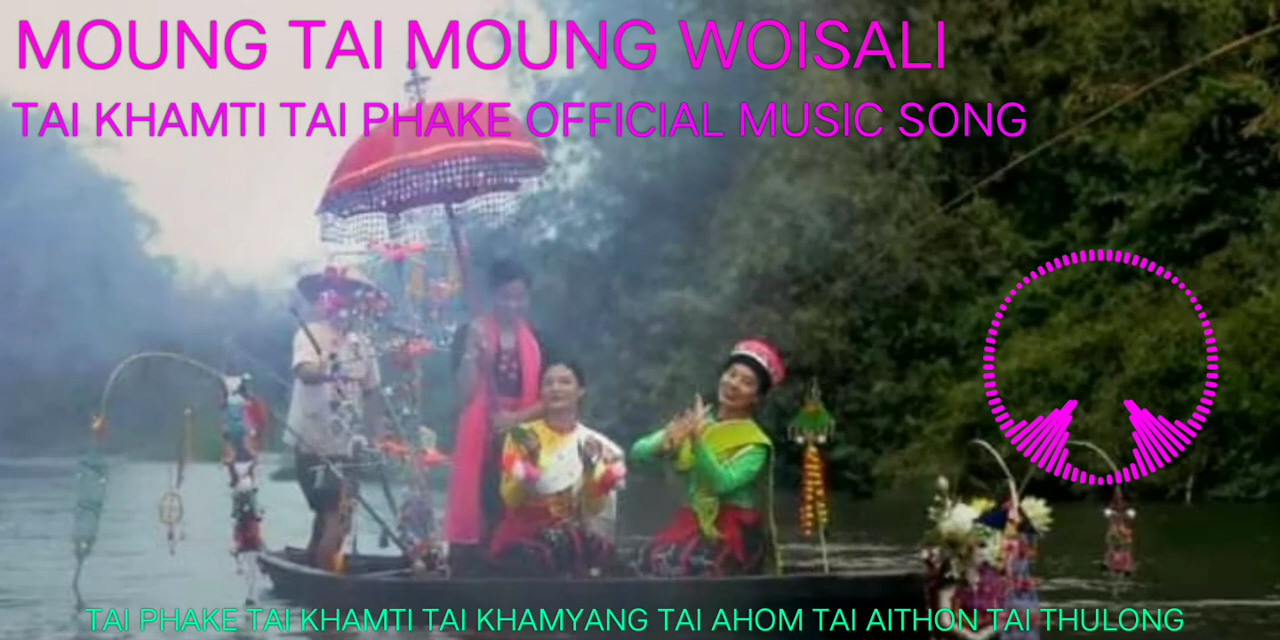 MOUNG TAI MOUNG WOISALI
TAI KHAMTI TAI PHAKE OFFICIAL MUSIC SONG
TAI PHAKE TAI KHAMTI TAI KHAMYANG TAI AHOM TAI AITHON TAI THULONG